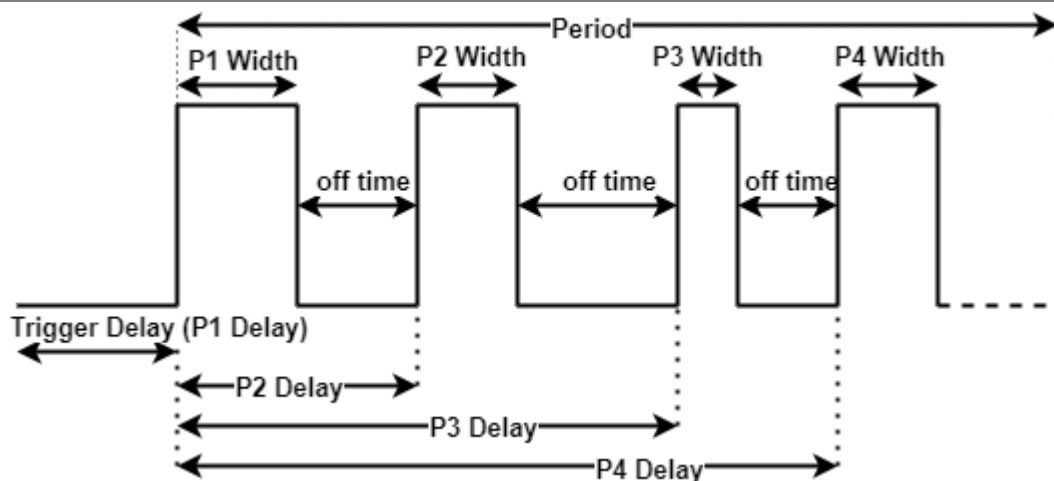 Period
P1 Width
P2 Width
P3 Width
P4 Width
off time
off time
off time
Trigger Delay (P1 Delay)
P2 Delay
P3 Delay
P4 Delay